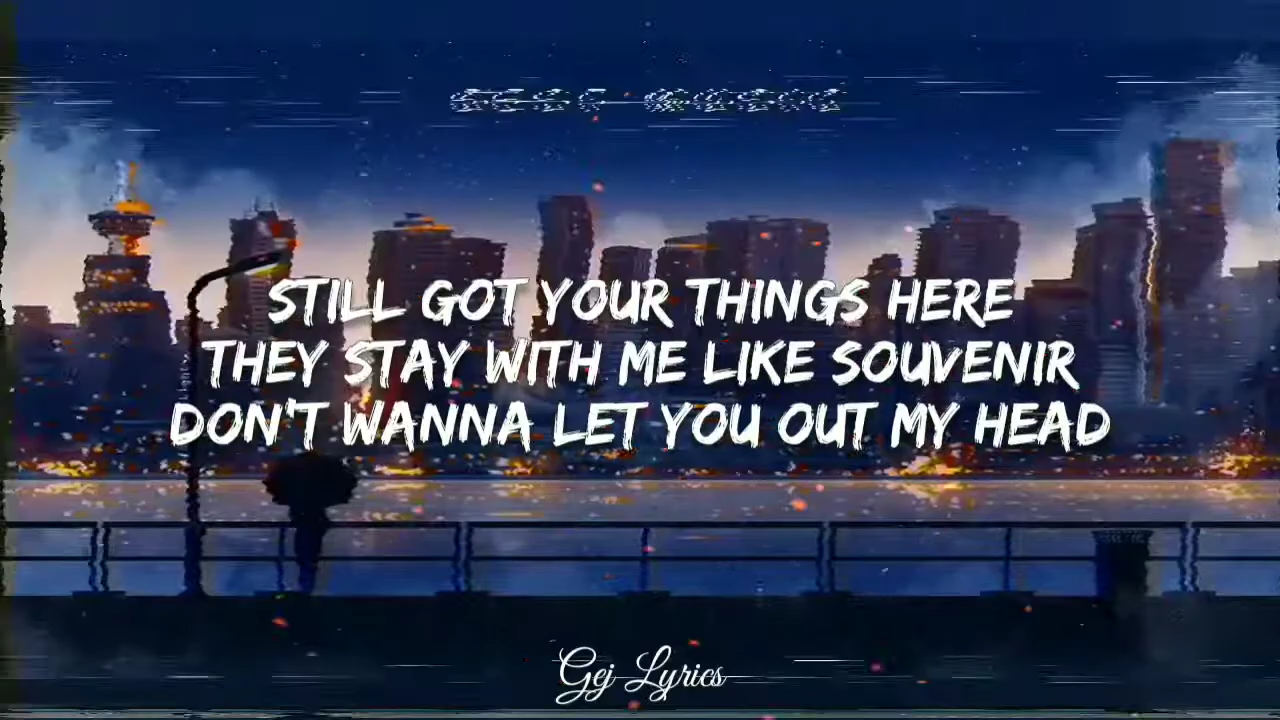 STILL GOT YOUR THINGS HERE
THEY STAY WITH ME LIKE SOUVENIR
DON'T WANNA LET YOU OUT MY HEAD
Gej Lyrics